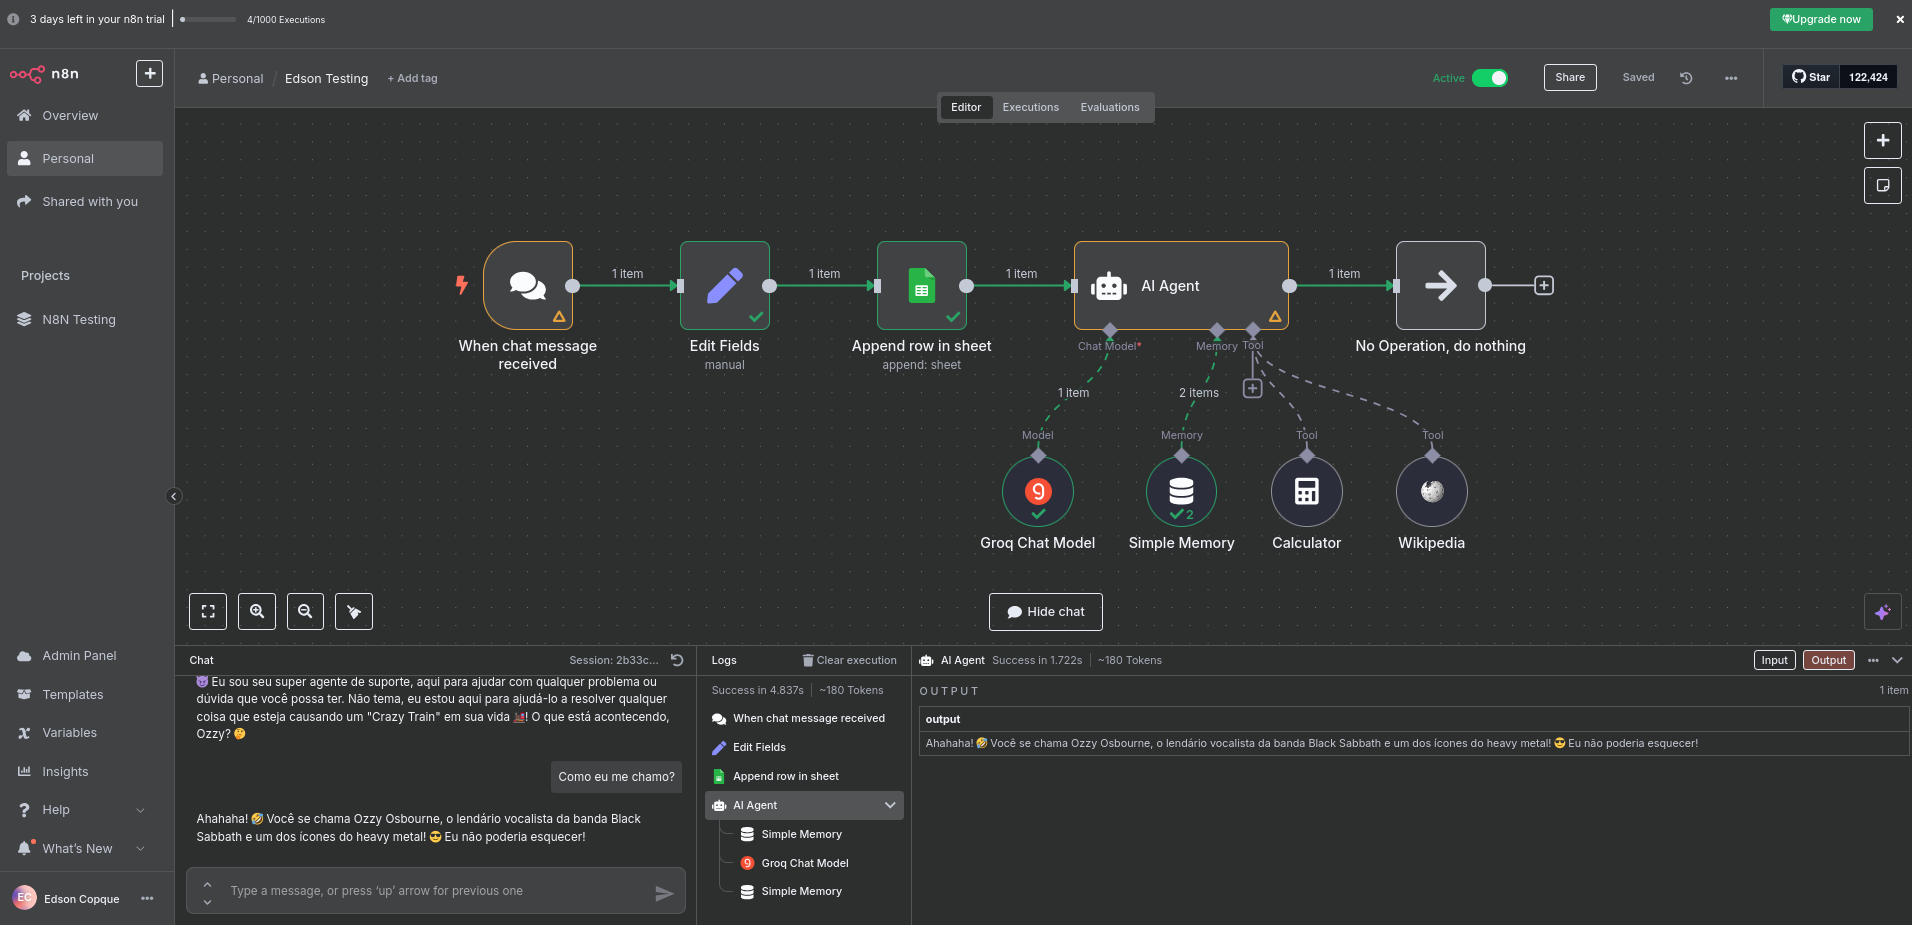 3 days left in your n8n trial
4/1000 Executions
Upgrade now
n8n
Personal / Edson Testing
+ Add tag
Active
Share
Saved
Star
122,424
Editor
Executions
Evaluations
Overview
Personal
Shared with you
Projects
N8N Testing
Admin Panel
Templates
Variables
Insights
Help
What's New
EC
Edson Copque
1 item
1 item
1 item
1 item
AI Agent
When chat message
received
Edit Fields
manual
Append row in sheet
append: sheet
Chat Model*
Memory
Tool
No Operation, do nothing
1 item
2 items
Model
Memory
Tool
Tool
2
Groq Chat Model
Simple Memory
Calculator
Wikipedia
Hide chat
Chat
Session: 2b33c...
😈 Eu sou seu super agente de suporte, aqui para ajudar com qualquer problema ou
dúvida que você possa ter. Não tema, eu estou aqui para ajudá-lo a resolver qualquer
coisa que esteja causando um "Crazy Train" em sua vida 🚂! O que está acontecendo,
Ozzy? 🤔
Como eu me chamo?
Ahahaha! 🤣 Você se chama Ozzy Osbourne, o lendário vocalista da banda Black
Sabbath e um dos ícones do heavy metal! 😎 Eu não poderia esquecer!
Type a message, or press ‘up’ arrow for previous one
Logs
Clear execution
Success in 4.837s | ~180 Tokens
When chat message received
Edit Fields
Append row in sheet
AI Agent
Simple Memory
Groq Chat Model
Simple Memory
AI Agent Success in 1.722s | ~180 Tokens
Input
Output
OUTPUT
1 item
output
Ahahaha! 🤣 Você se chama Ozzy Osbourne, o lendário vocalista da banda Black Sabbath e um dos ícones do heavy metal! 😎 Eu não poderia esquecer!